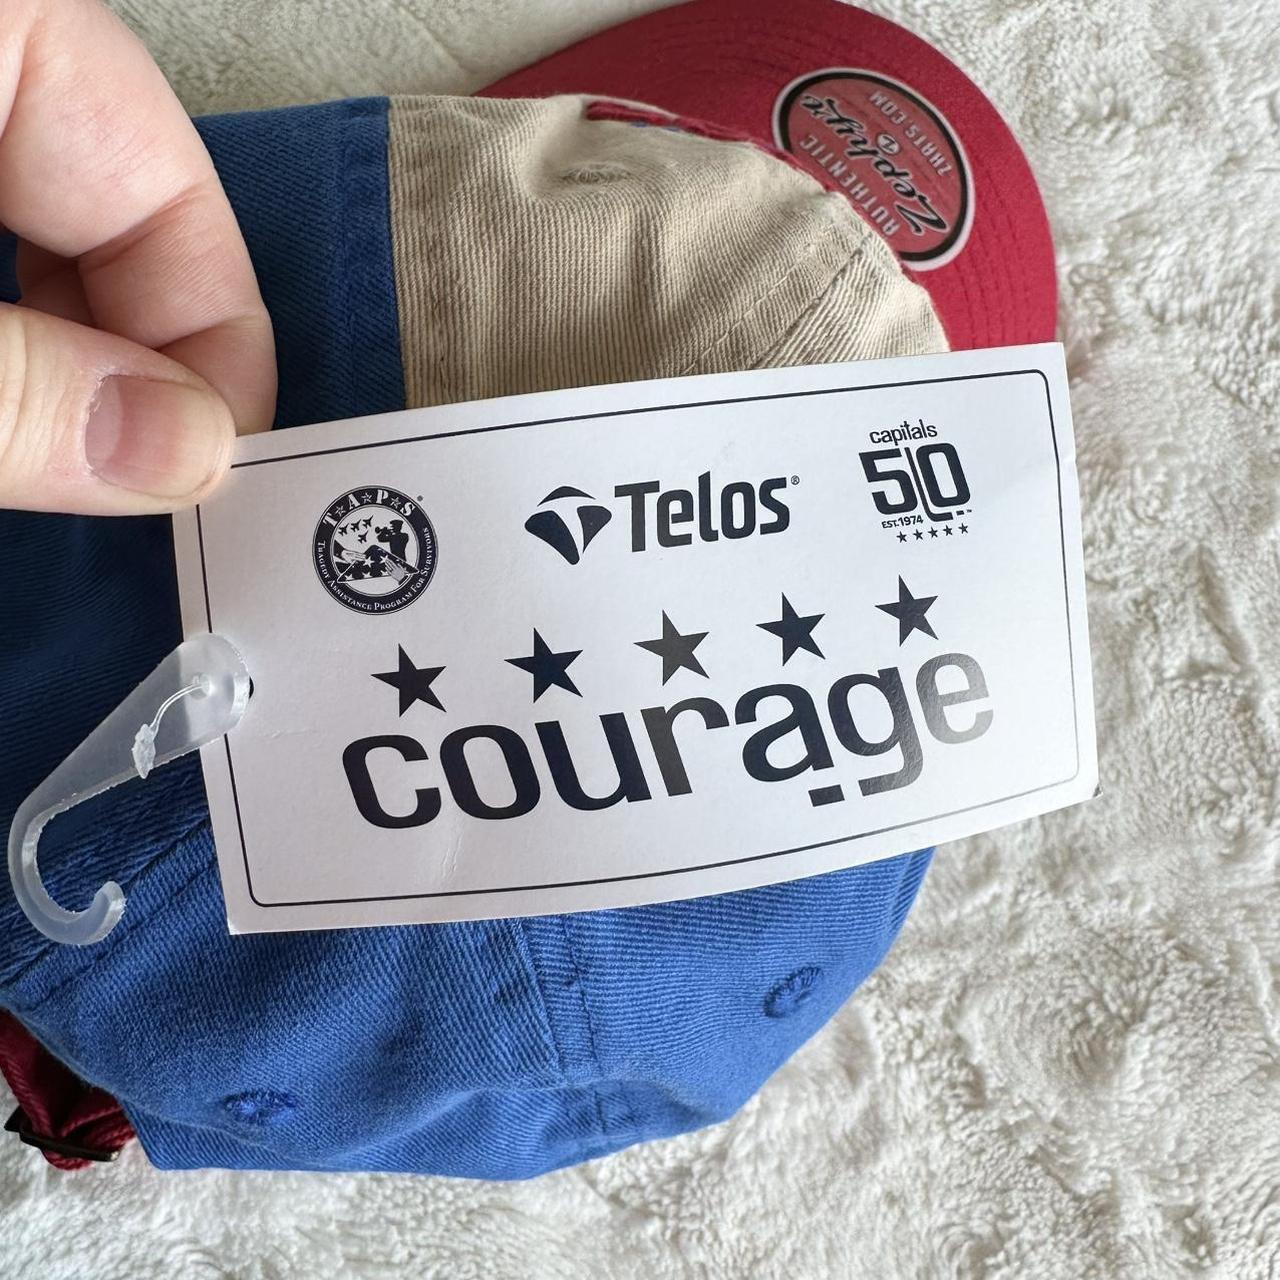 AUTHENTIC
Zephyr
ZHATS.COM
T★A★P★S
TRAGEDY ASSISTANCE PROGRAM FOR SURVIVORS
Telos®
capitals
50
EST.1974
courage